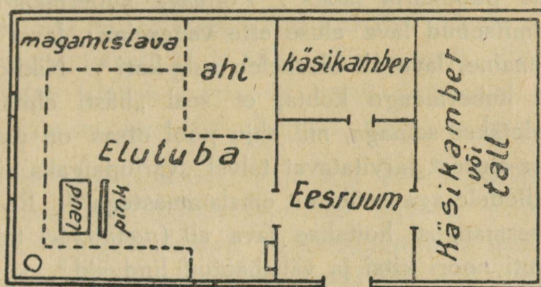 magamislava
ahi
käsikamber
Käsikamber
või
tall
Elutuba
laud
pink
Eesruum